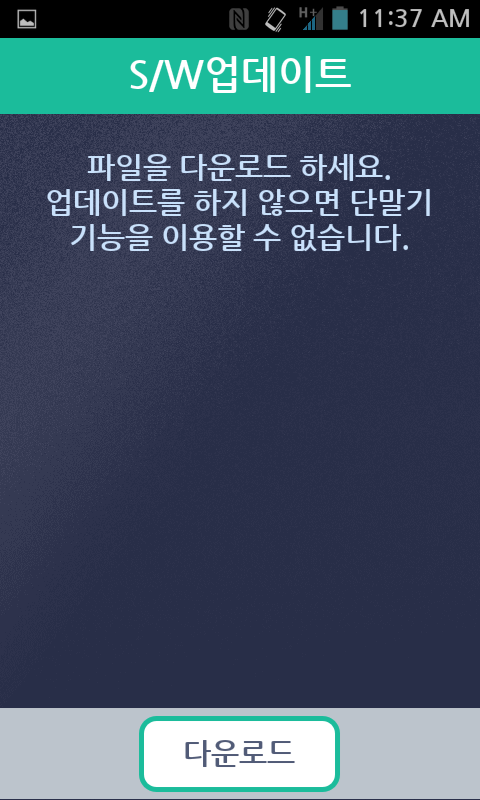 H+ 11:37 AM
S/W업데이트
파일을 다운로드 하세요.
업데이트를 하지 않으면 단말기
기능을 이용할 수 없습니다.
다운로드